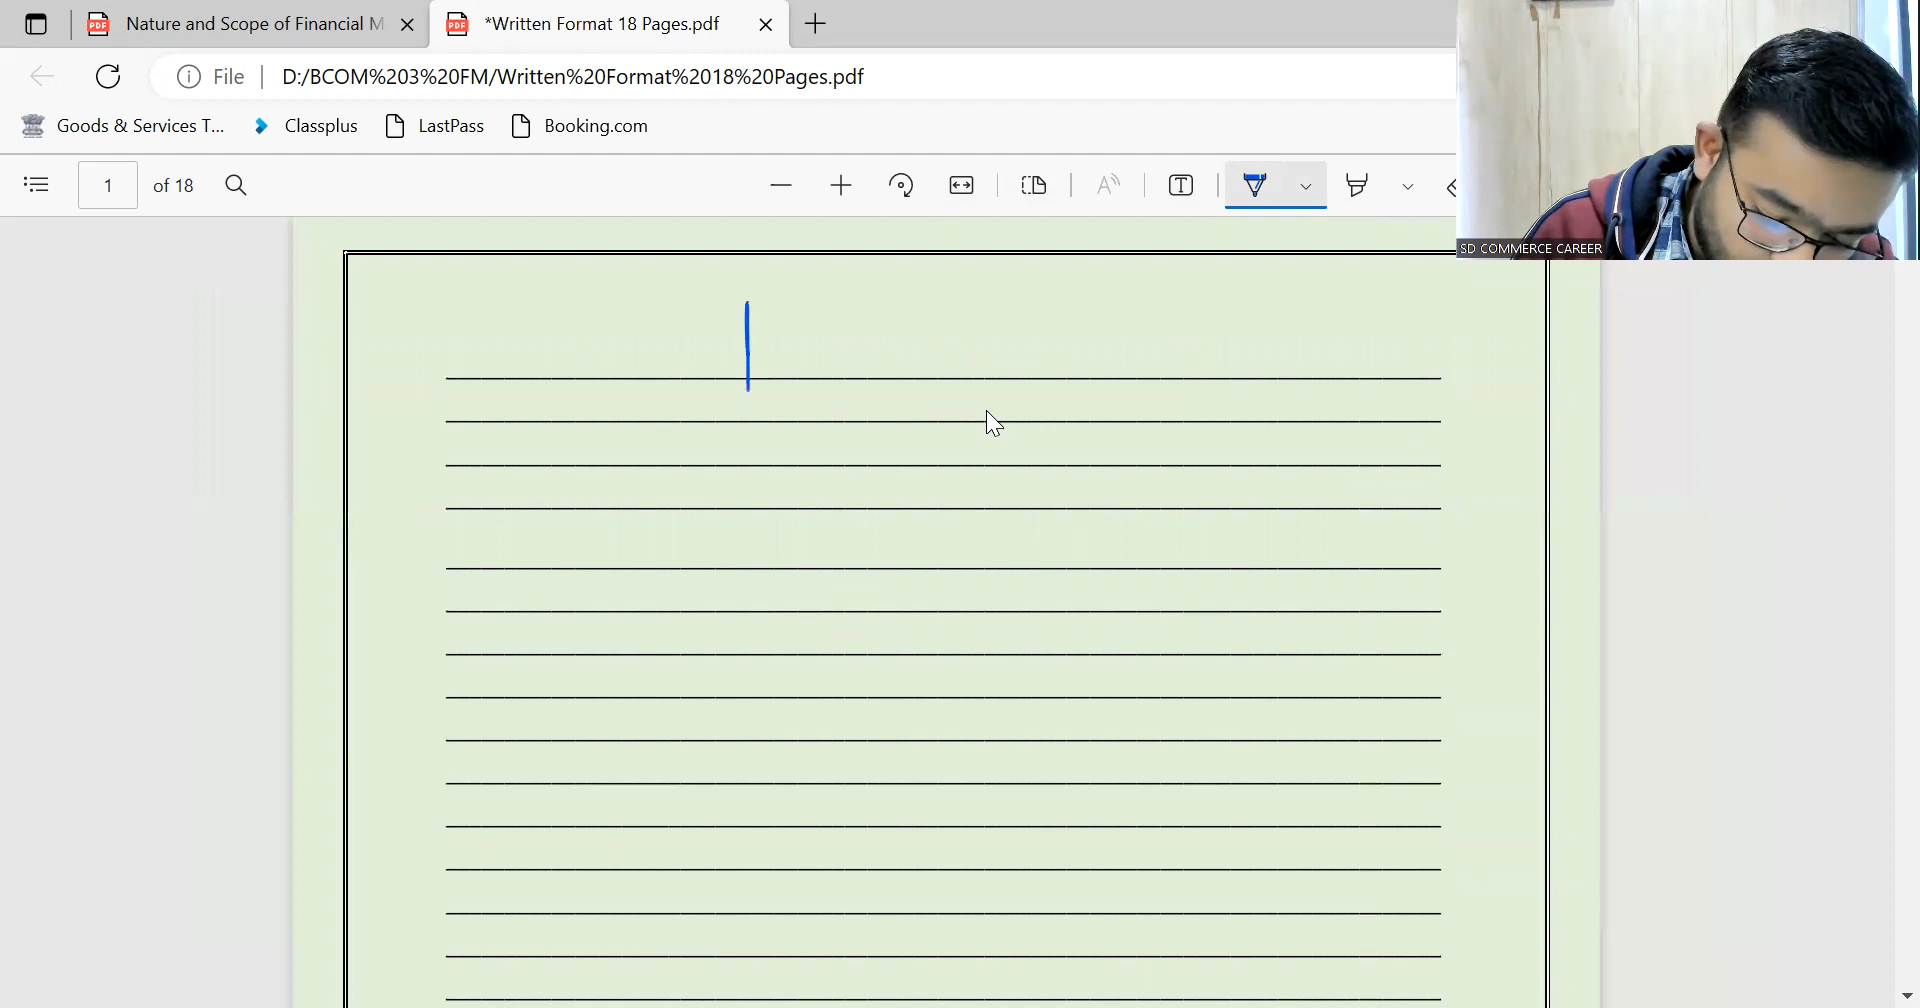 Nature and Scope of Financial M
*Written Format 18 Pages.pdf
File
D:/BCOM%203%20FM/Written%20Format%2018%20Pages.pdf
Goods & Services T...
Classplus
LastPass
Booking.com
1
of 18
SD COMMERCE CAREER